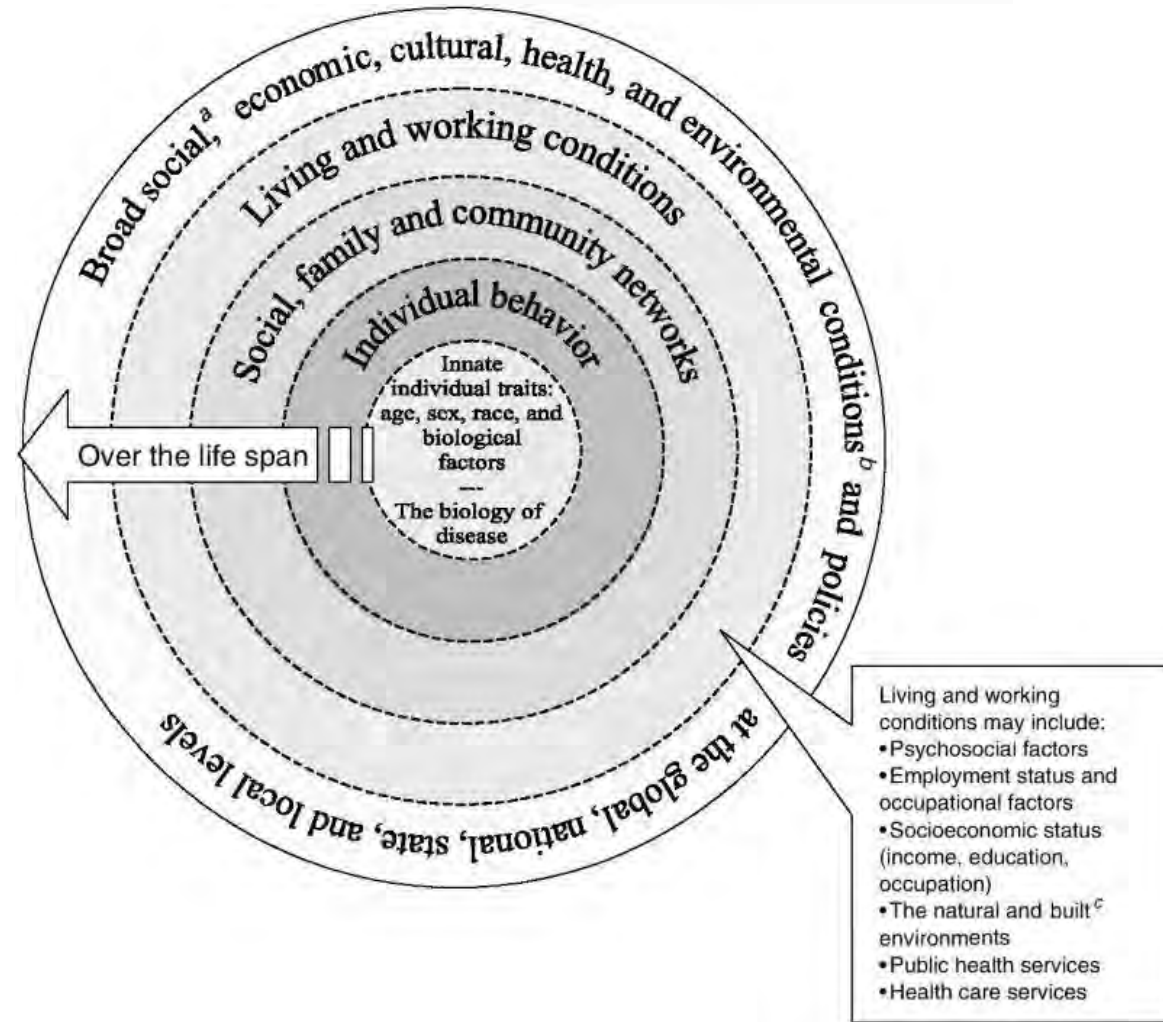 Broad social,a economic, cultural, health, and environmental conditionsb and policies
at the global, national, state, and local levels
Living and working conditions
Social, family and community networks
Individual behavior
Innate
individual traits:
age, sex, race, and
biological
factors
---
The biology of
disease
Over the life span
Living and working
conditions may include:
•Psychosocial factors
•Employment status and
occupational factors
•Socioeconomic status
(income, education,
occupation)
•The natural and builtc
environments
•Public health services
•Health care services